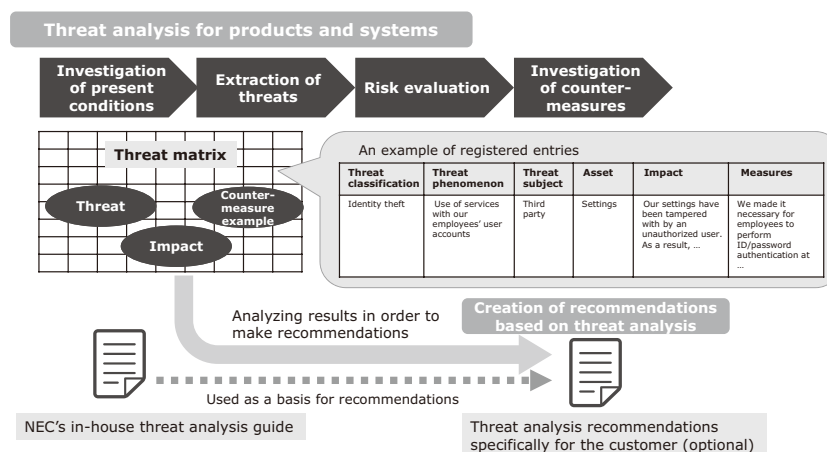 Threat analysis for products and systems
Investigation
of present
conditions
Extraction of
threats
Risk evaluation
Investigation
of counter-
measures
Threat matrix
Threat
Counter-
measure
example
Impact
An example of registered entries
Threat
classification
Threat
phenomenon
Threat
subject
Asset
Impact
Measures
Identity theft
Use of services
with our
employees’ user
accounts
Third
party
Settings
Our settings have
been tampered
with by an
unauthorized user.
As a result, ...
We made it
necessary for
employees to
perform
ID/password
authentication at
...
Analyzing results in order to
make recommendations
Creation of recommendations
based on threat analysis
Used as a basis for recommendations
NEC’s in-house threat analysis guide
Threat analysis recommendations
specifically for the customer (optional)